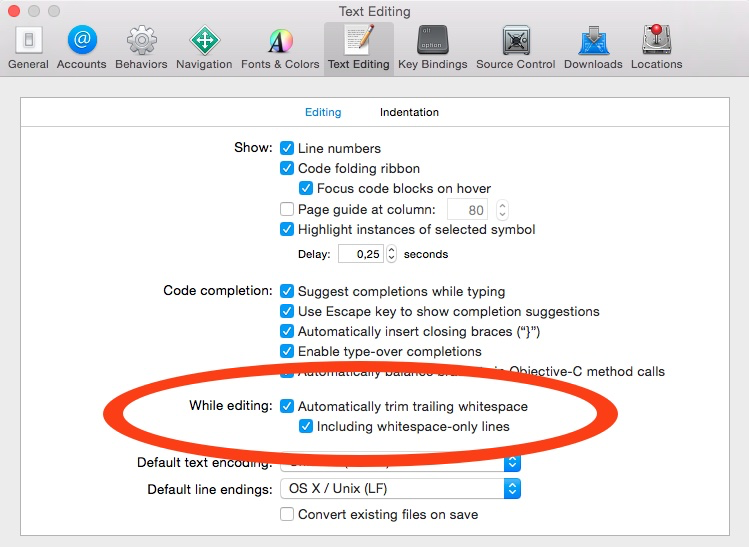 Text Editing
alt
option
General Accounts Behaviors Navigation Fonts & Colors Text Editing Key Bindings Source Control Downloads Locations
Editing Indentation
Show: Line numbers
Code folding ribbon
Focus code blocks on hover
Page guide at column: 80
Highlight instances of selected symbol
Delay: 0,25 seconds
Code completion: Suggest completions while typing
Use Escape key to show completion suggestions
Automatically insert closing braces (“}”)
Enable type-over completions
Automatically balance in Objective-C method calls
While editing: Automatically trim trailing whitespace
Including whitespace-only lines
Default text encoding:
Default line endings: OS X / Unix (LF)
Convert existing files on save